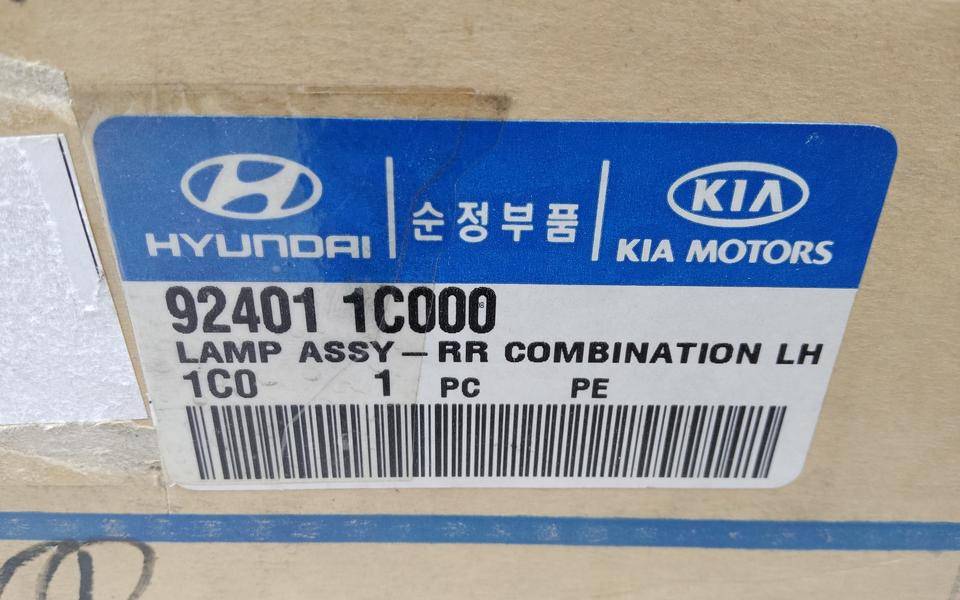 HYUNDAI
순정부품
KIA
KIA MOTORS
92401 1C000
LAMP ASSY-RR COMBINATION LH
1C0 1 PC PE